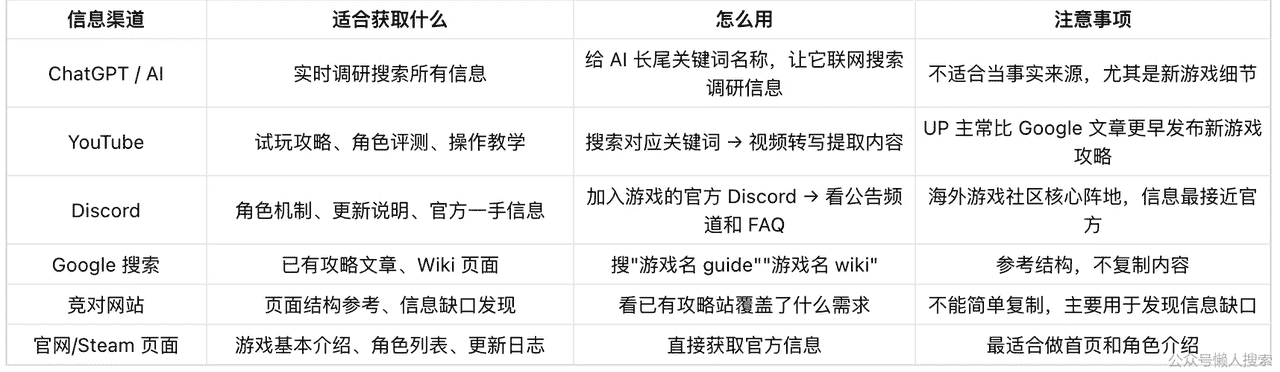 信息渠道 适合获取什么 怎么用 注意事项
ChatGPT / AI 实时调研搜索所有信息 给 AI 长尾关键词名称，让它联网搜索
调研信息 不适合当事实来源，尤其是新游戏细节
YouTube 试玩攻略、角色评测、操作教学 搜索对应关键词 → 视频转写提取内容 UP 主常比 Google 文章更早发布新游戏
攻略
Discord 角色机制、更新说明、官方一手信息 加入游戏的官方 Discord → 看公告频
道和 FAQ 海外游戏社区核心阵地，信息最接近官
方
Google 搜索 已有攻略文章、Wiki 页面 搜"游戏名 guide""游戏名 wiki" 参考结构，不复制内容
竞对网站 页面结构参考、信息缺口发现 看已有攻略站覆盖了什么需求 不能简单复制，主要用于发现信息缺口
官网/Steam 页面 游戏基本介绍、角色列表、更新日志 直接获取官方信息 最适合做首页和角色介绍
公众号懒人搜索